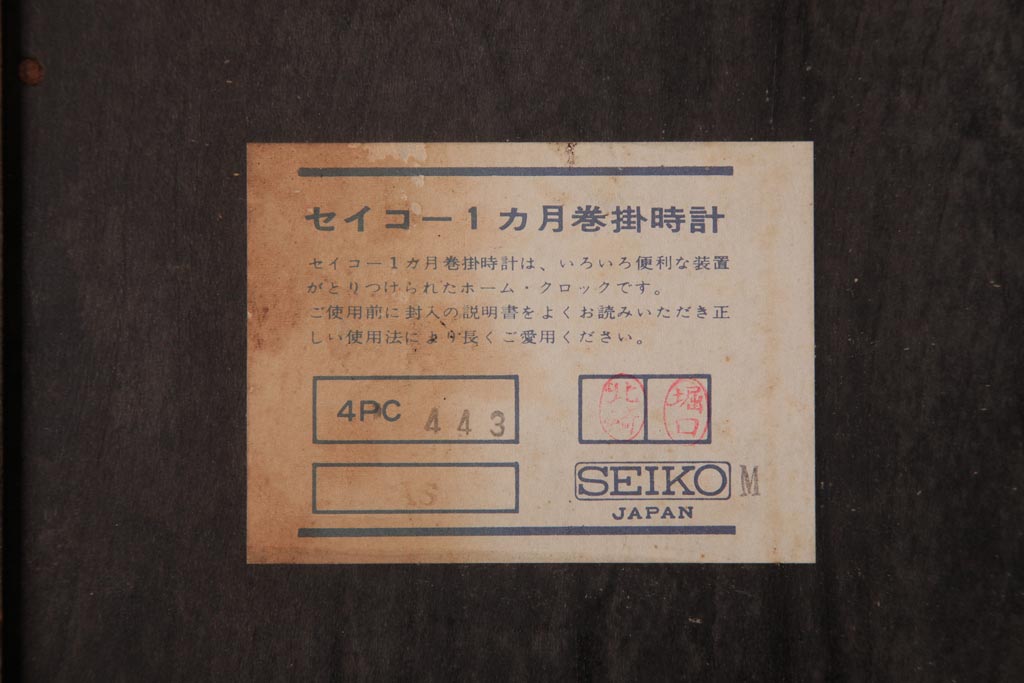 セイコー1カ月巻掛時計
セイコー1カ月巻掛時計は、いろいろ便利な装置
がとりつけられたホーム・クロックです。
ご使用前に封入の説明書をよくお読みいただき正
しい使用法により長くご愛用ください。
4PC 443
堀口
S
SEIKO M
JAPAN